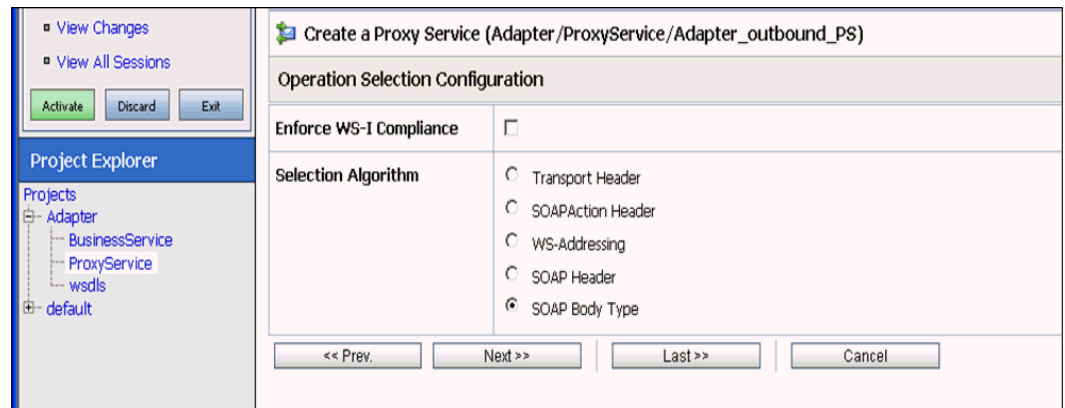 View Changes
View All Sessions
Activate Discard Exit
Project Explorer
Projects
Adapter
BusinessService
ProxyService
wsdls
default
Create a Proxy Service (Adapter/ProxyService/Adapter_outbound_PS)
Operation Selection Configuration
Enforce WS-I Compliance
Selection Algorithm
Transport Header
SOAPAction Header
WS-Addressing
SOAP Header
SOAP Body Type
<< Prev. Next >> Last >> Cancel